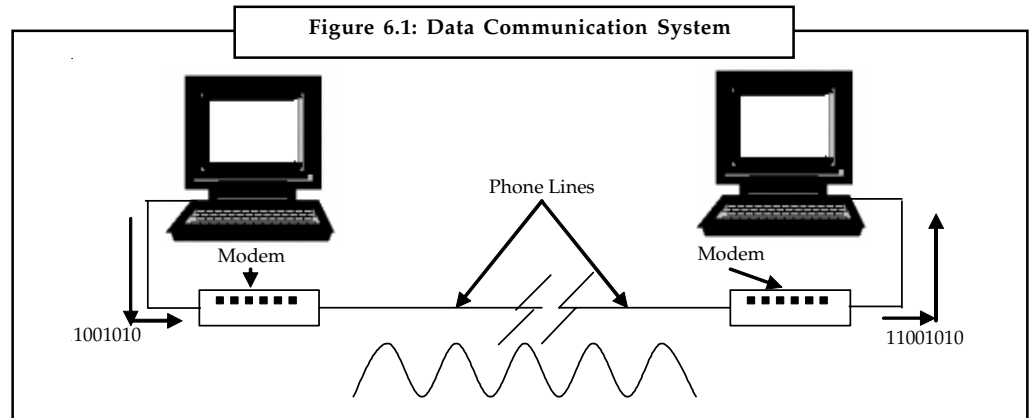 Figure 6.1: Data Communication System
Phone Lines
Modem
Modem
1001010
11001010